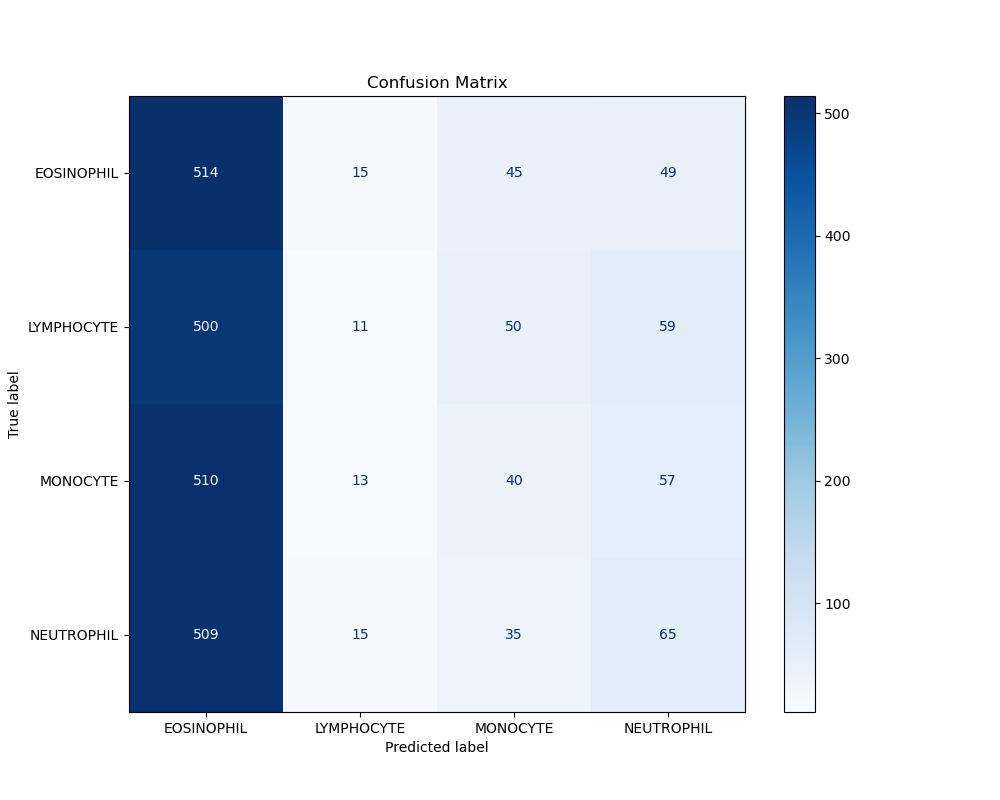 Confusion Matrix
EOSINOPHIL 514 15 45 49
LYMPHOCYTE 500 11 50 59
MONOCYTE 510 13 40 57
NEUTROPHIL 509 15 35 65
EOSINOPHIL LYMPHOCYTE MONOCYTE NEUTROPHIL
Predicted label
True label
500
400
300
200
100